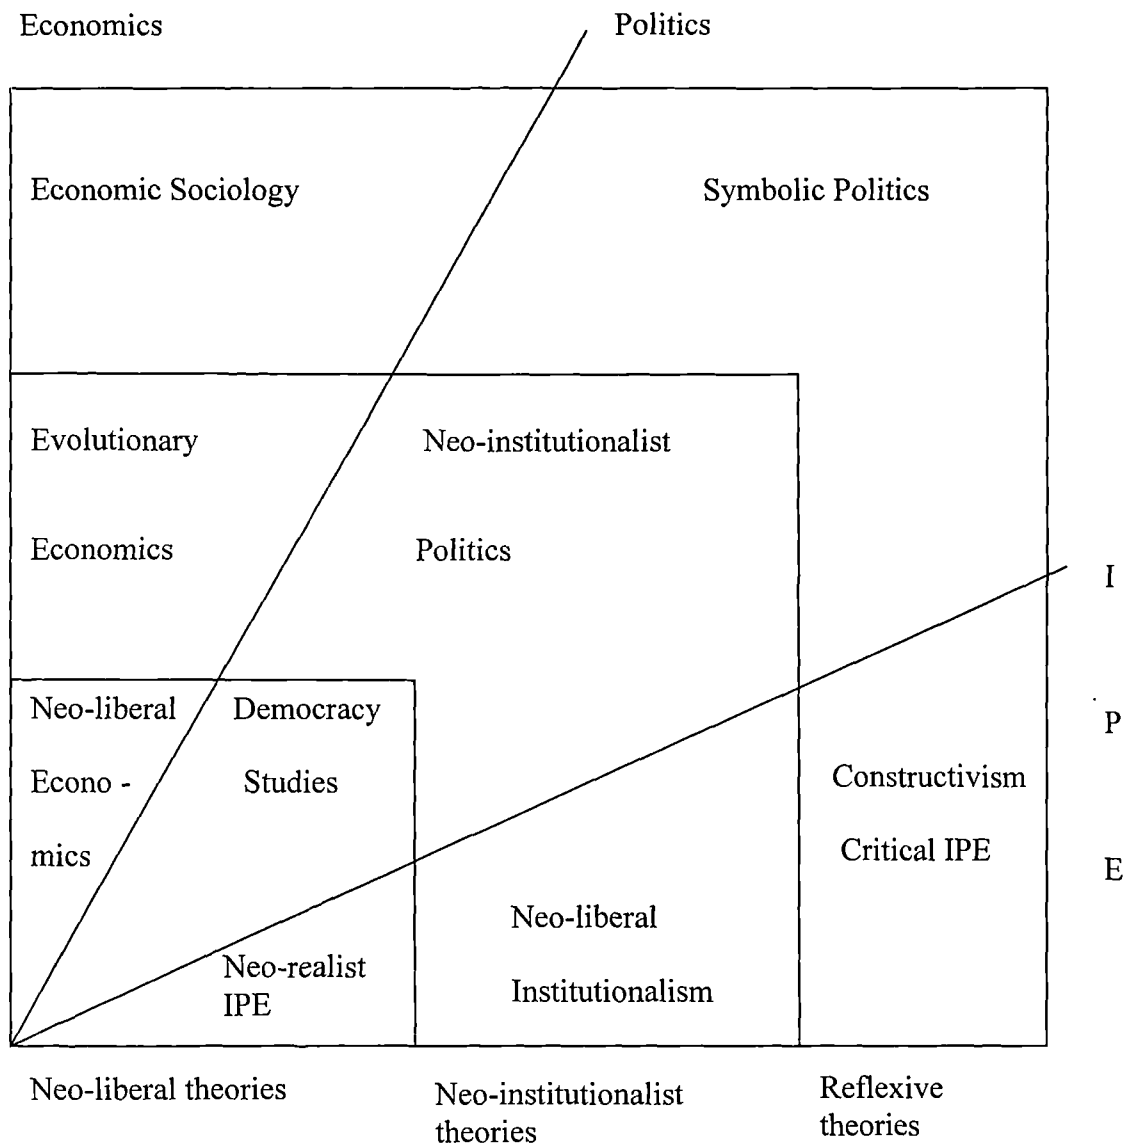 Economics
Politics
Economic Sociology
Symbolic Politics
Evolutionary
Neo-institutionalist
Economics
Politics
I
Neo-liberal
Democracy
P
Econo -
Studies
Constructivism
mics
Critical IPE
E
Neo-liberal
Neo-realist
IPE
Institutionalism
Neo-liberal theories
Neo-institutionalist
theories
Reflexive
theories